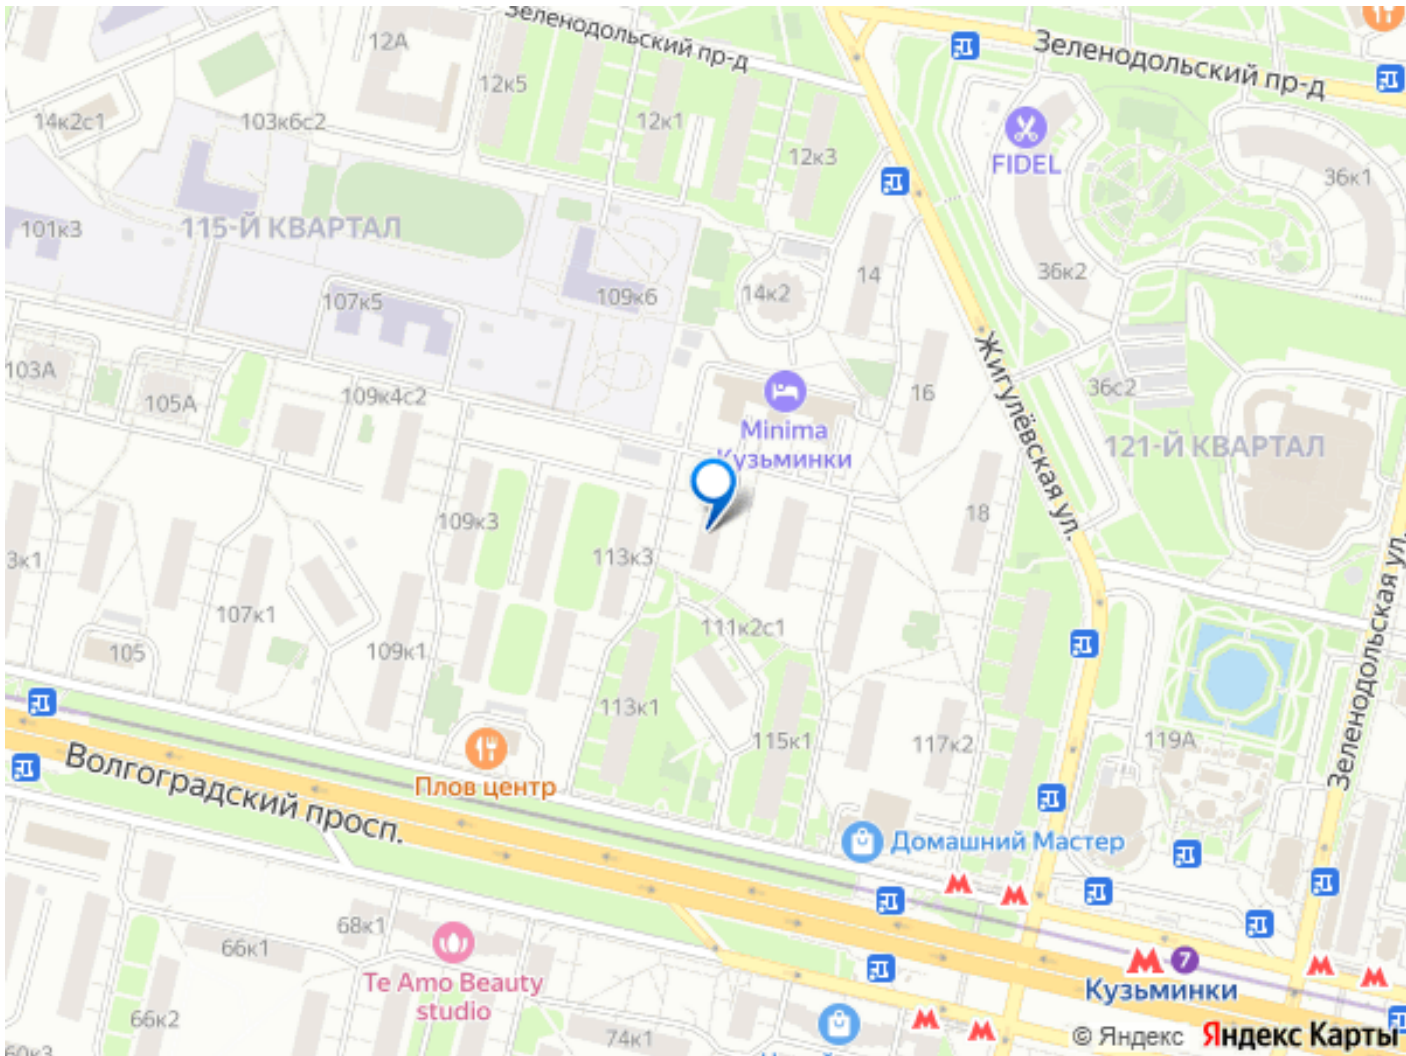 Зеленодольский пр-д
12А
Зеленодольский пр-д
12к5
14к2с1
103к6с2
12к1
12к3
FIDEL
36к1
101к3
115-Й КВАРТАЛ
36к2
14
107к5
109к6
14к2
103А
105А
109к4с2
16
36с2
Жигулёвская ул.
Minima
Кузьминки
121-Й КВАРТАЛ
109к3
18
3к1
113к3
107к1
111к2с1
105
109к1
Зеленодольская ул.
113к1
115к1
117к2
119А
Волгоградский просп.
Плов центр
Домашний Мастер
68к1
66к1
7
Te Amo Beauty
studio
Кузьминки
66к2
74к1
© Яндекс
Яндекс Карты